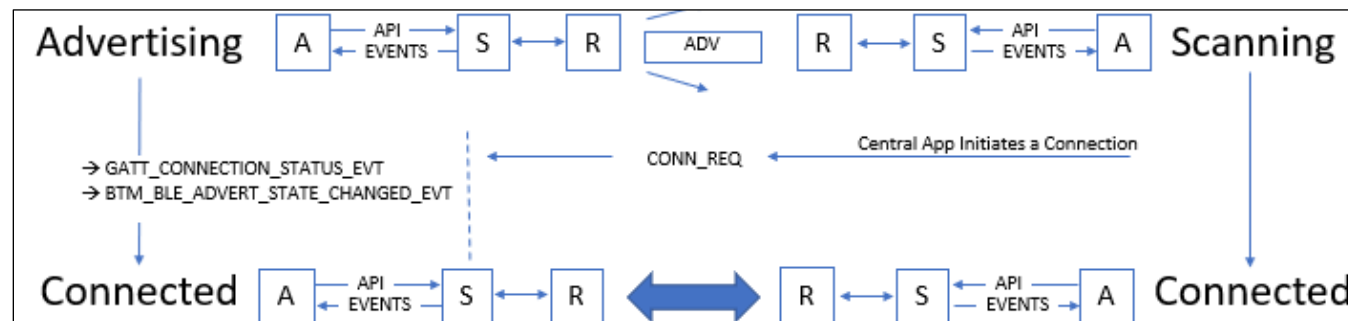 Advertising A API EVENTS S R ADV R S API EVENTS A Scanning
Central App Initiates a Connection
CONN_REQ
→ GATT_CONNECTION_STATUS_EVT
→ BTM_BLE_ADVERT_STATE_CHANGED_EVT
Connected A API EVENTS S R R S API EVENTS A Connected